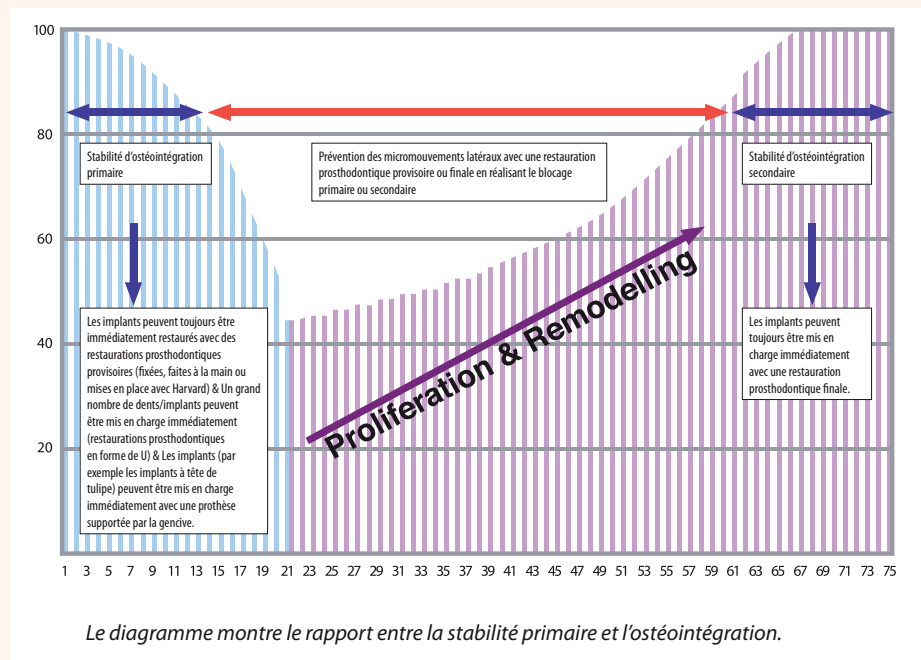 100
80
60
40
20
Stabilité d'ostéointégration
primaire
Prévention des micromouvements latéraux avec une restauration
prosthodontique provisoire ou finale en réalisant le blocage
primaire ou secondaire
Stabilité d'ostéointégration
secondaire
Les implants peuvent toujours être
immédiatement restaurés avec des
restaurations prosthodontiques
provisoires (fixées, faites à la main ou
mises en place avec Harvard) & Un grand
nombre de dents/implants peuvent
être mis en charge immédiatement
(restaurations prosthodontiques
en forme de U) & Les implants (par
exemple les implants à tête de
tulipe) peuvent être mis en charge
immédiatement avec une prothèse
supportée par la gencive.
Proliferation & Remodelling
Les implants peuvent
toujours être mis en
charge immédiatement
avec une restauration
prosthodontique finale.
1 3 5 7 9 11 13 15 17 19 21 23 25 27 29 31 33 35 37 39 41 43 45 47 49 51 53 55 57 59 61 63 65 67 69 71 73 75
Le diagramme montre le rapport entre la stabilité primaire et l'ostéointégration.